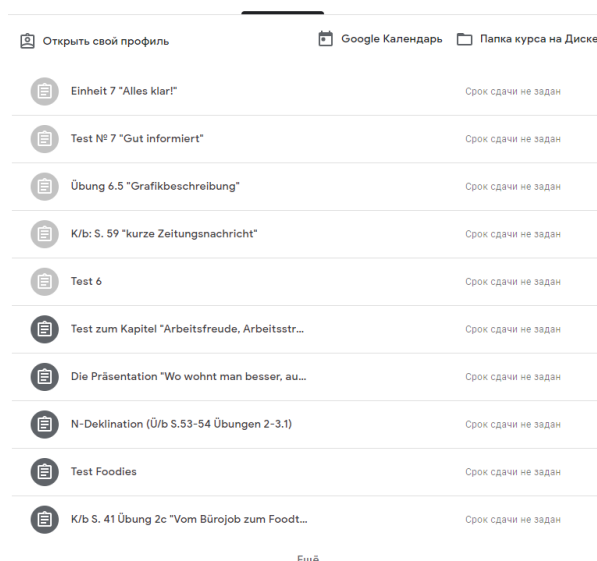 Открыть свой профиль Google Календарь Папка курса на Диске
Einheit 7 "Alles klar!" Срок сдачи не задан
Test № 7 "Gut informiert" Срок сдачи не задан
Übung 6.5 "Grafikbeschreibung" Срок сдачи не задан
K/b: S. 59 "kurze Zeitungsnachricht" Срок сдачи не задан
Test 6 Срок сдачи не задан
Test zum Kapitel "Arbeitsfreude, Arbeitsstr... Срок сдачи не задан
Die Präsentation "Wo wohnt man besser, au... Срок сдачи не задан
N-Deklination (Ü/b S.53-54 Übungen 2-3.1) Срок сдачи не задан
Test Foodies Срок сдачи не задан
K/b S. 41 Übung 2c "Vom Bürojob zum Foodt... Срок сдачи не задан
Ещё